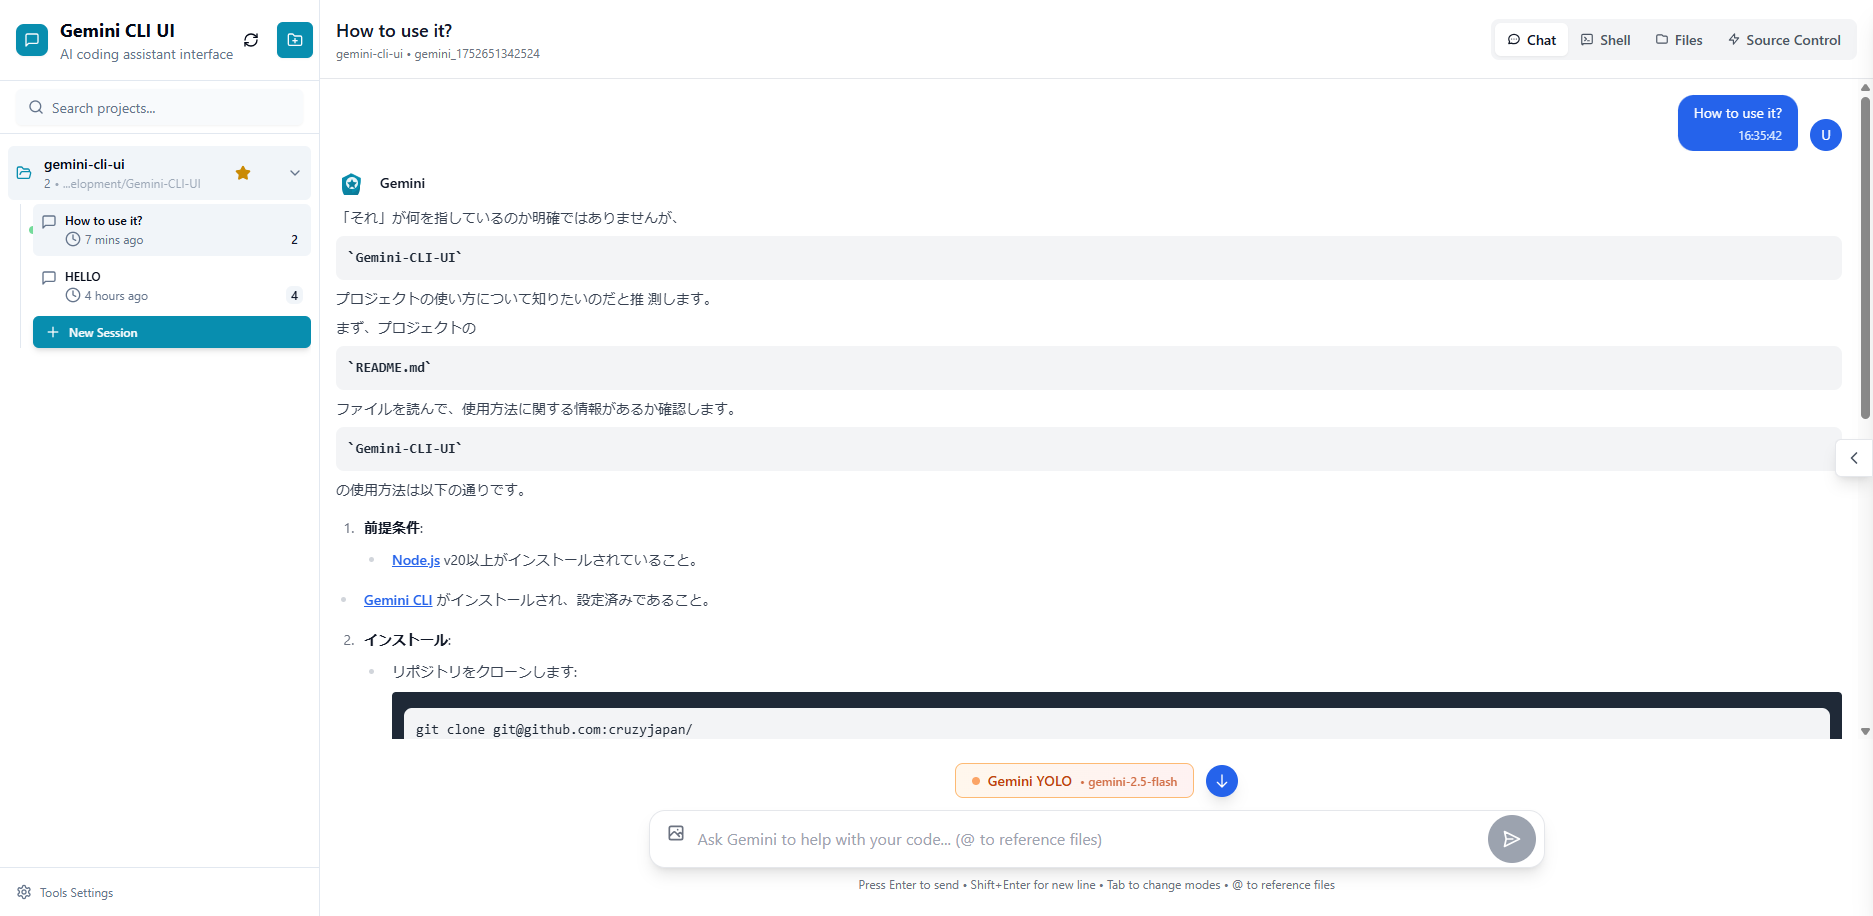 Gemini CLI UI
AI coding assistant interface
Search projects...
gemini-cli-ui
2 • ...elopment/Gemini-CLI-UI
How to use it?
7 mins ago
2
HELLO
4 hours ago
4
New Session
Tools Settings
How to use it?
gemini-cli-ui • gemini_1752651342524
Chat
Shell
Files
Source Control
How to use it?
16:35:42
U
Gemini
「それ」が何を指しているのか明確ではありませんが、
`Gemini-CLI-UI`
プロジェクトの使い方について知りたいのだと推 測します。
まず、プロジェクトの
`README.md`
ファイルを読んで、使用方法に関する情報があるか確認します。
`Gemini-CLI-UI`
の使用方法は以下の通りです。
1. 前提条件:
Node.js v20以上がインストールされていること。
Gemini CLI がインストールされ、設定済みであること。
2. インストール:
リポジトリをクローンします:
git clone git@github.com:cruzyjapan/
Gemini YOLO • gemini-2.5-flash
Ask Gemini to help with your code... (@ to reference files)
Press Enter to send • Shift+Enter for new line • Tab to change modes • @ to reference files